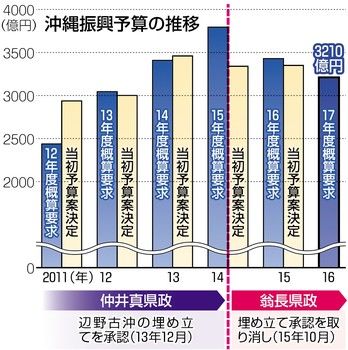 沖縄振興予算の推移
4000
(億円)
3500
3000
2500
2000
0
12年度概算要求
当初予算案決定
13年度概算要求
当初予算案決定
14年度概算要求
当初予算案決定
15年度概算要求
当初予算案決定
16年度概算要求
当初予算案決定
17年度概算要求
3210
億円
2011(年)
12
13
14
15
16
仲井真県政
翁長県政
辺野古沖の埋め立
てを承認(13年12月)
埋め立て承認を取
り消し(15年10月)